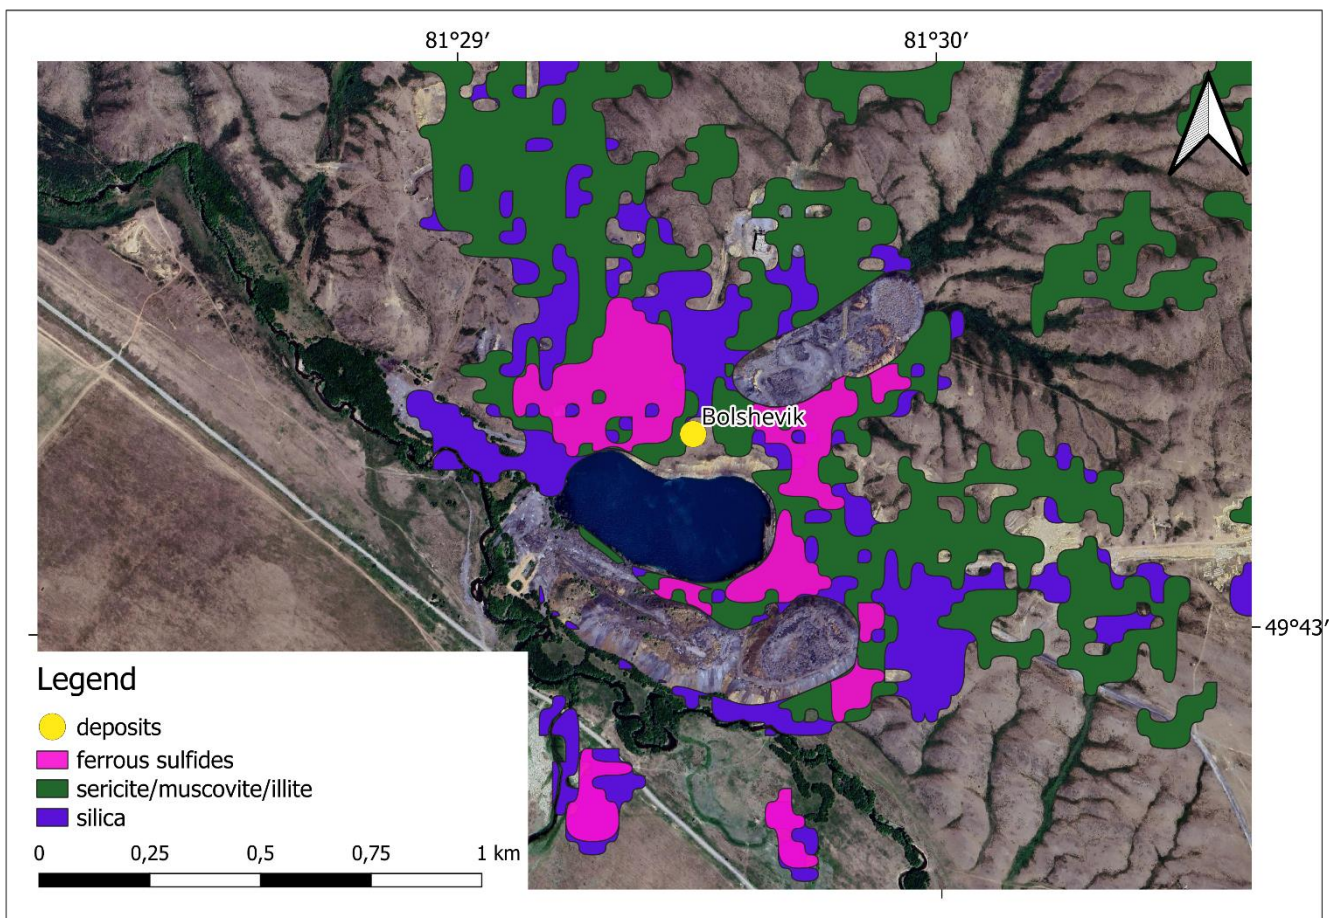 81°29′
81°30′
Bolshevik
49°43′
Legend
deposits
ferrous sulfides
sericite/muscovite/illite
silica
0
0,25
0,5
0,75
1 km